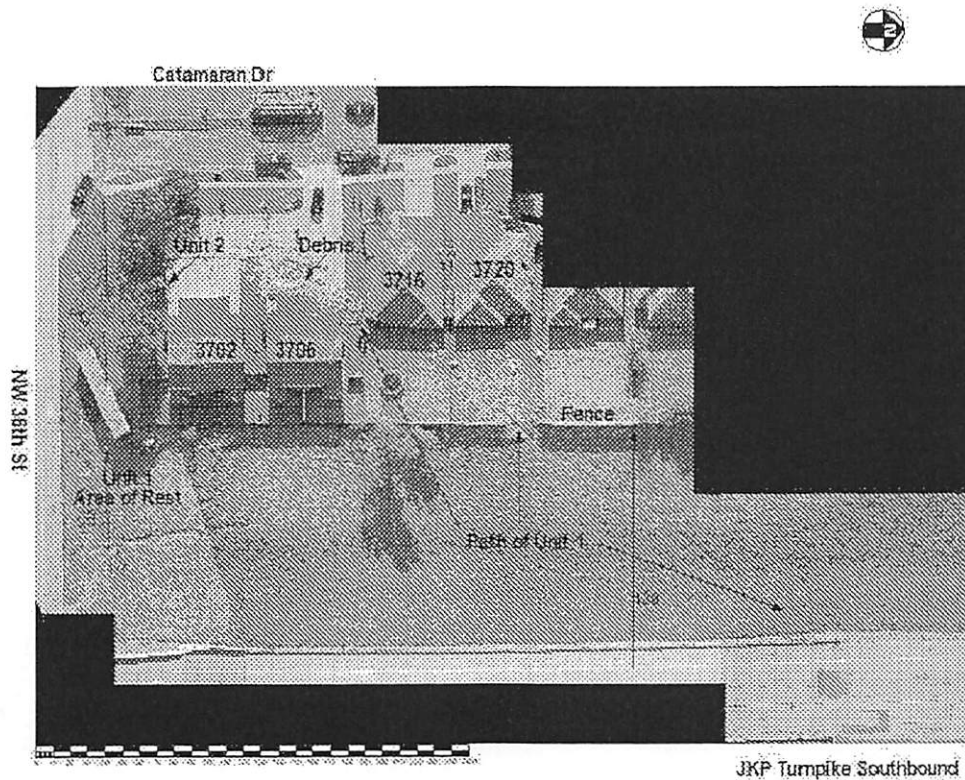 Catamaran Dr
Unit 2
Debris
3716
3720
3702
3706
NW 36th St
Fence
Unit 1
Area of Rest
Path of Unit 1
JKP Turnpike Southbound